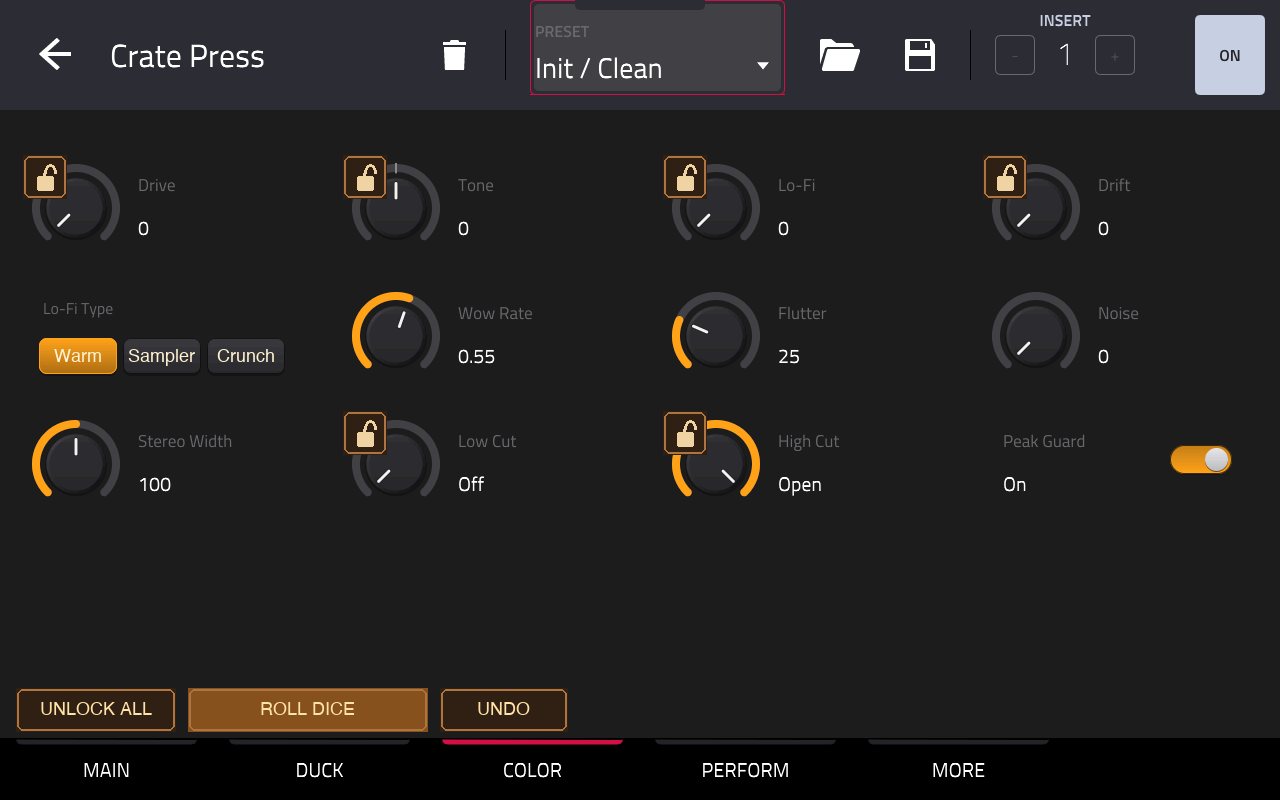 Crate Press
PRESET
Init / Clean
INSERT
- 1 +
ON
Drive
0
Tone
0
Lo-Fi
0
Drift
0
Lo-Fi Type
Warm Sampler Crunch
Wow Rate
0.55
Flutter
25
Noise
0
Stereo Width
100
Low Cut
Off
High Cut
Open
Peak Guard
On
UNLOCK ALL ROLL DICE UNDO
MAIN DUCK COLOR PERFORM MORE